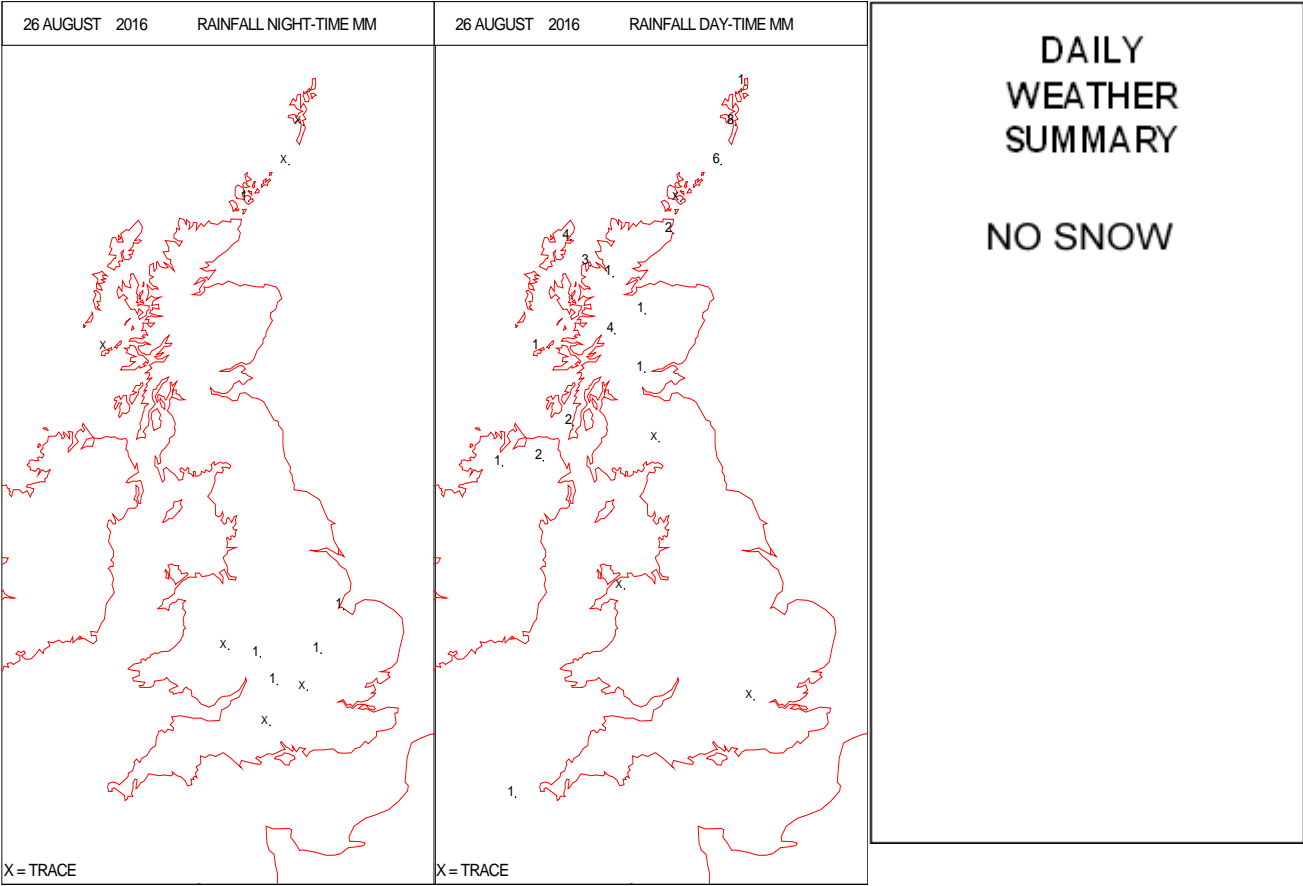 26 AUGUST 2016 RAINFALL NIGHT-TIME MM
X.
X.
1.
X.
1.
X.
1.
1.
1.
X.
X.
X = TRACE
26 AUGUST 2016 RAINFALL DAY-TIME MM
1.
8.
6.
X.
2.
4.
3.
1.
1.
4.
1.
1.
2.
X.
2.
1.
X.
X.
1.
X = TRACE
DAILY
WEATHER
SUMMARY
NO SNOW